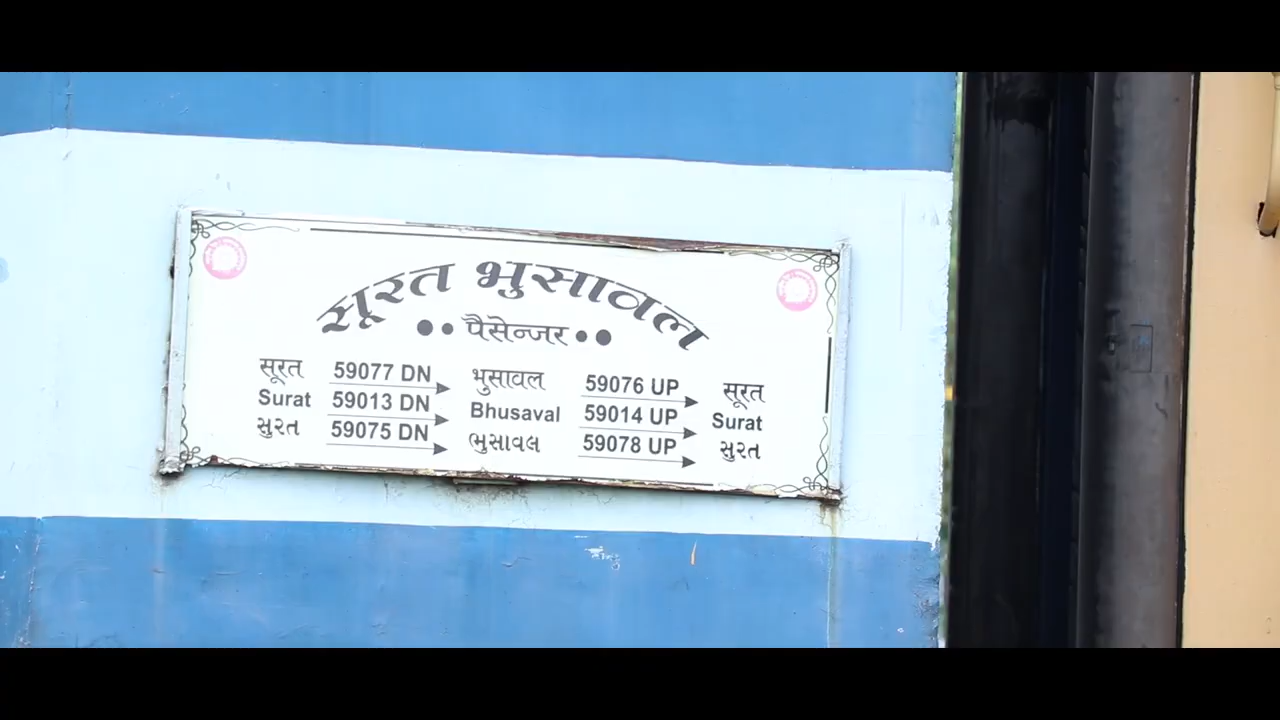 सूरत भुसावल
•• पैसेन्जर ••
सूरत 59077 DN भुसावल 59076 UP सूरत
Surat 59013 DN Bhusaval 59014 UP Surat
સુરત 59075 DN ભુસાવલ 59078 UP સુરત